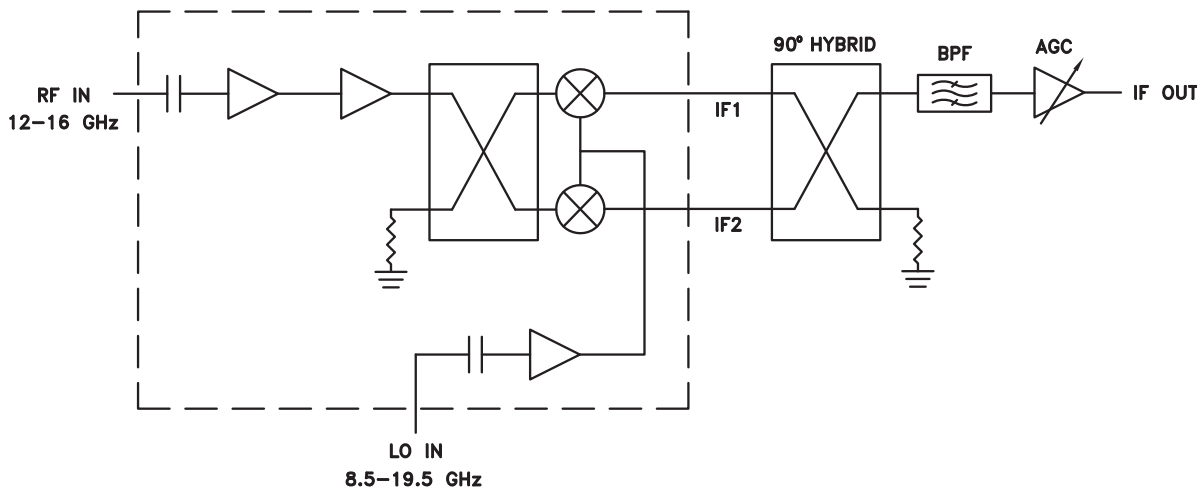 90° HYBRID
BPF
AGC
RF IN
12–16 GHz
IF1
IF OUT
IF2
LO IN
8.5–19.5 GHz